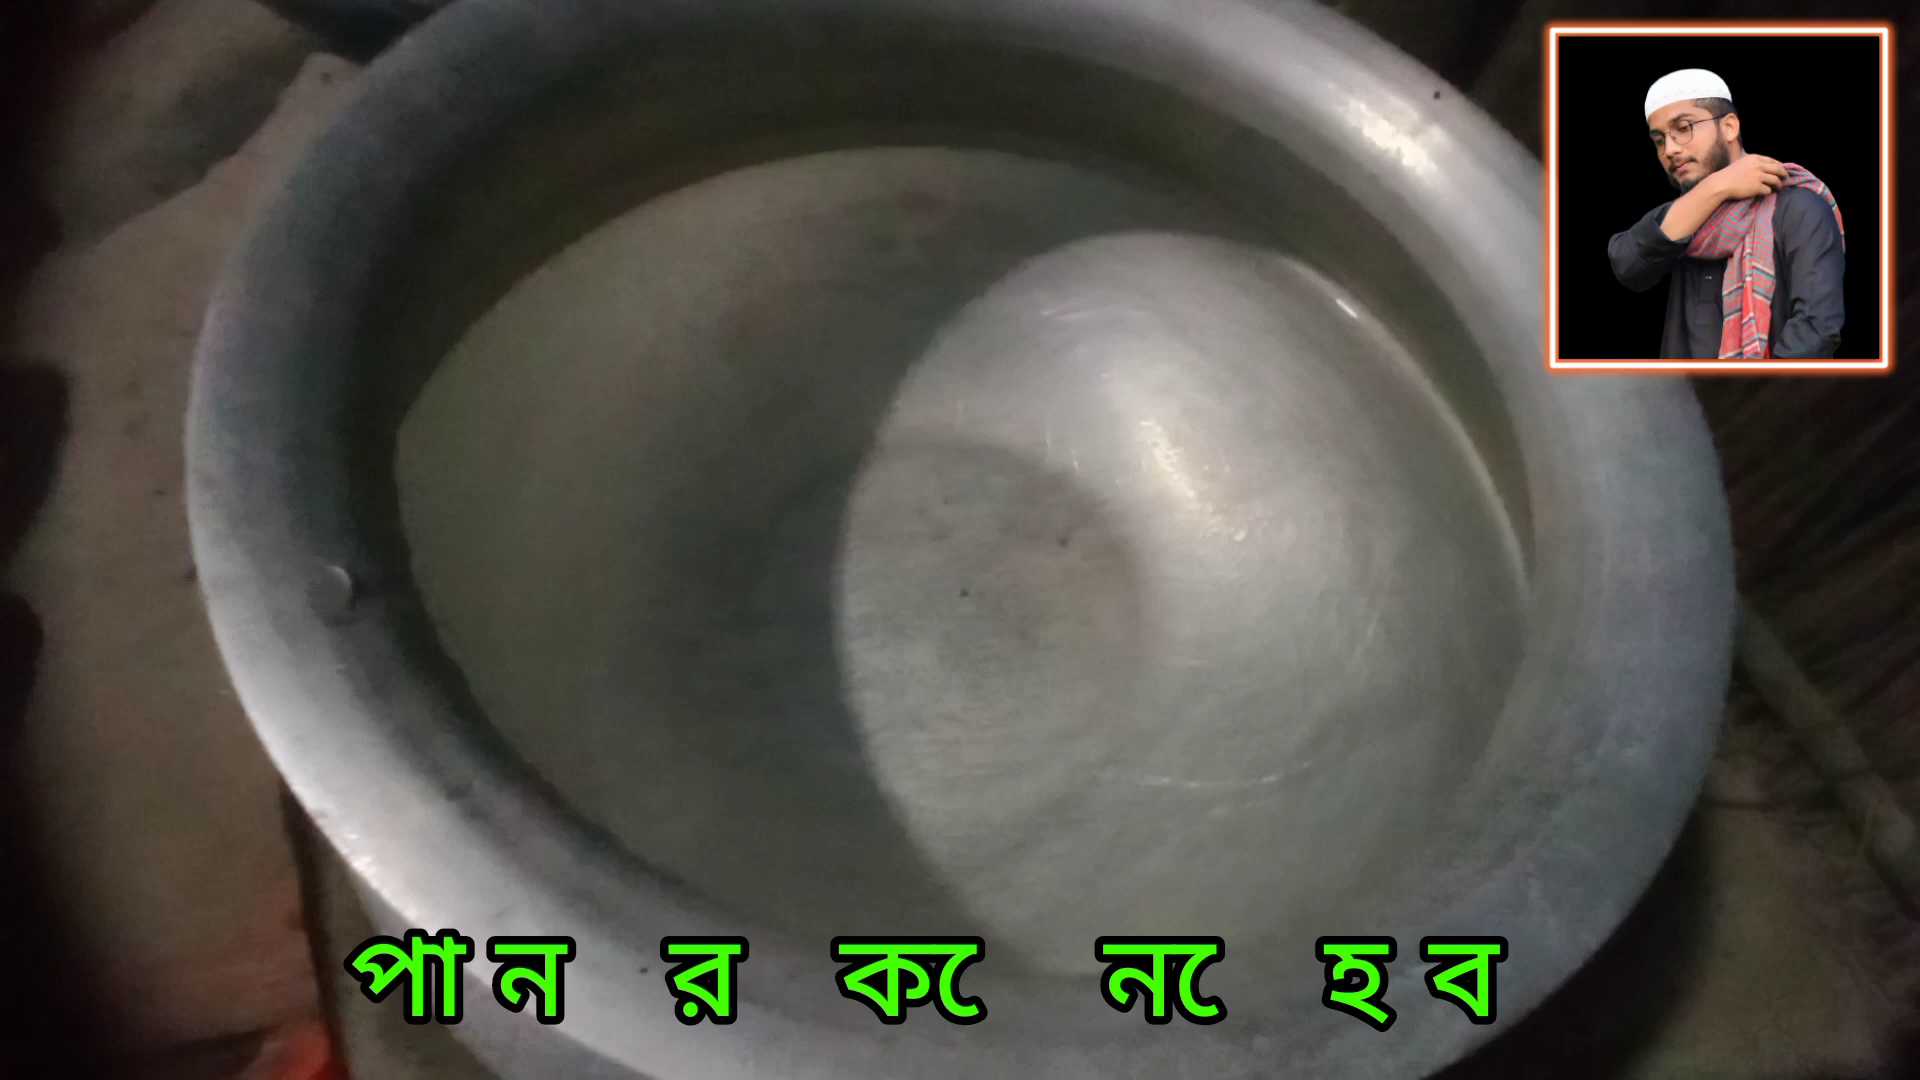 পান র কে নে হব